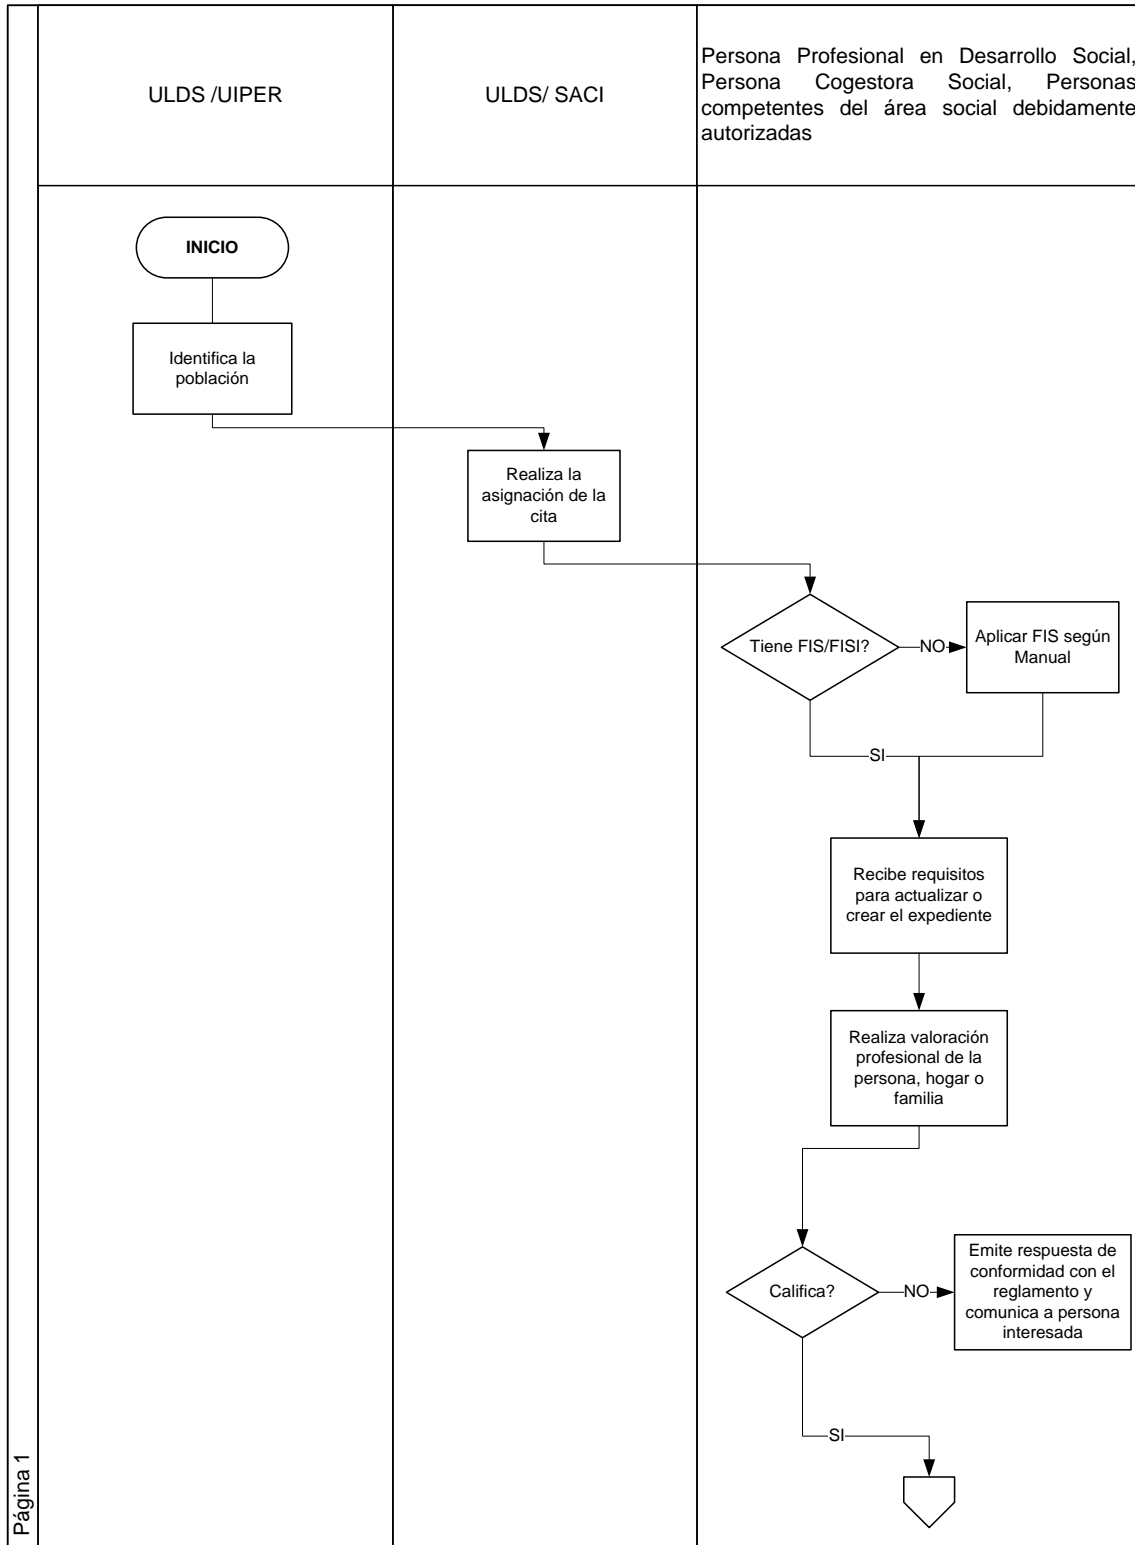 ULDS /UIPER
ULDS/ SACI
Persona Profesional en Desarrollo Social,
Persona Cogestora Social, Personas
competentes del área social debidamente
autorizadas
INICIO
Identifica la
población
Realiza la
asignación de la
cita
Tiene FIS/FISI?
NO
Aplicar FIS según
Manual
SI
Recibe requisitos
para actualizar o
crear el expediente
Realiza valoración
profesional de la
persona, hogar o
familia
Califica?
NO
Emite respuesta de
conformidad con el
reglamento y
comunica a persona
interesada
SI
Página 1